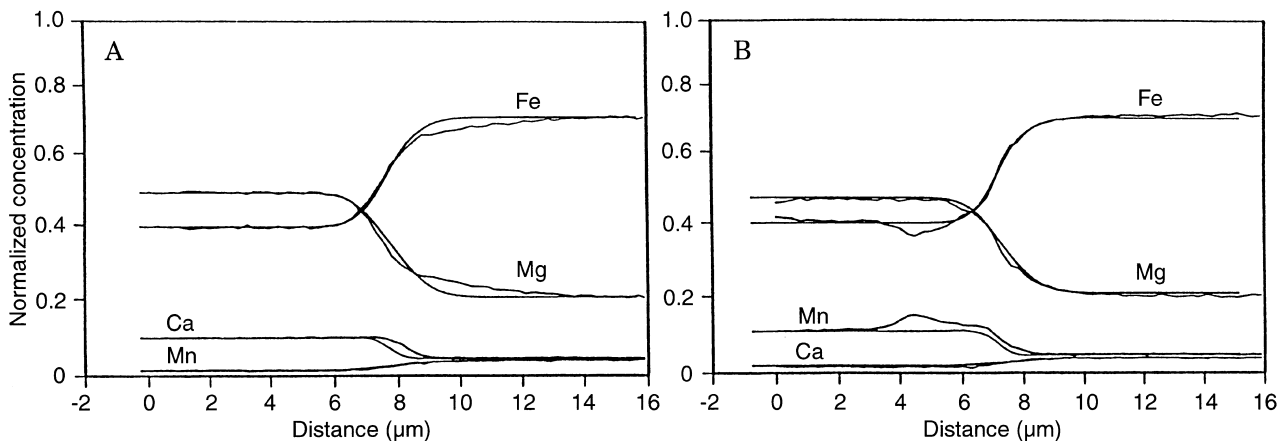 A
B
Normalized concentration
1.0
0.8
0.6
0.4
0.2
0
Fe
Mg
Ca
Mn
-2 0 2 4 6 8 10 12 14 16
Distance (µm)
1.0
0.8
0.6
0.4
0.2
0
Fe
Mg
Mn
Ca
-2 0 2 4 6 8 10 12 14 16
Distance (µm)